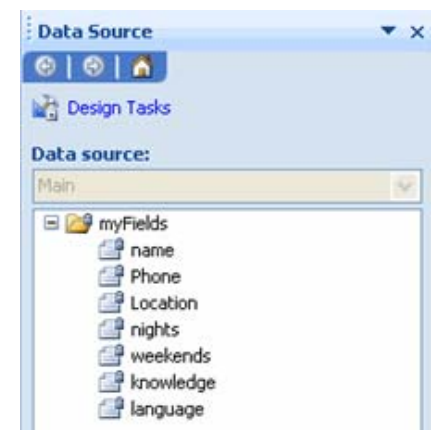 Data Source
Design Tasks
Data source:
Main
myFields
name
Phone
Location
nights
weekends
knowledge
language